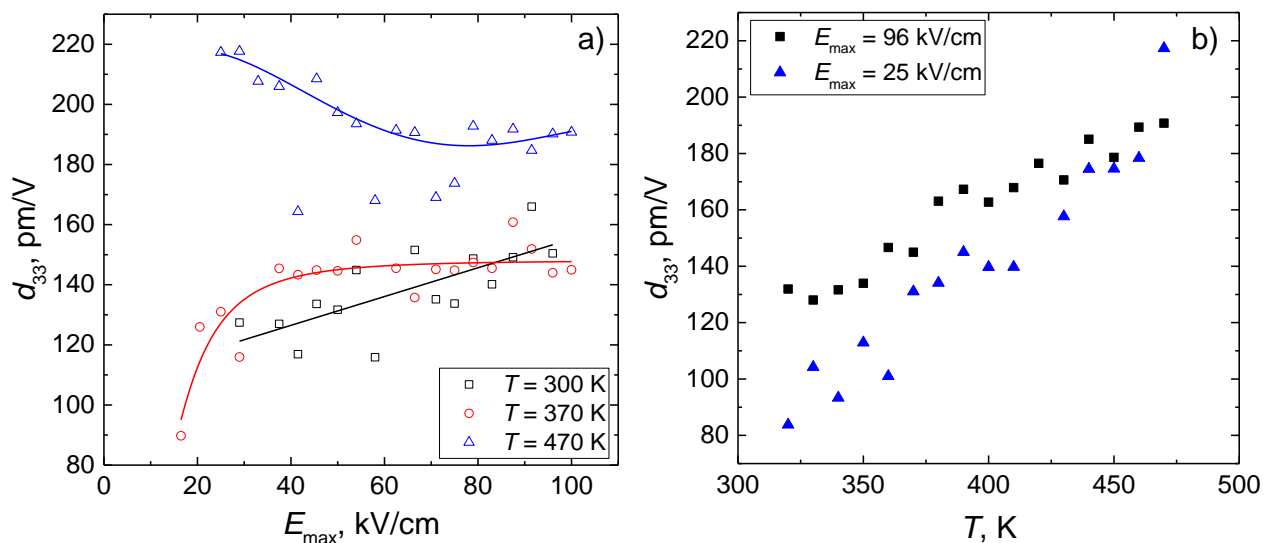 a)
220
200
180
160
140
120
100
80
d33, pm/V
T = 300 K
T = 370 K
T = 470 K
0 20 40 60 80 100
Emax, kV/cm
b)
Emax = 96 kV/cm
Emax = 25 kV/cm
220
200
180
160
140
120
100
80
d33, pm/V
300 350 400 450 500
T, K